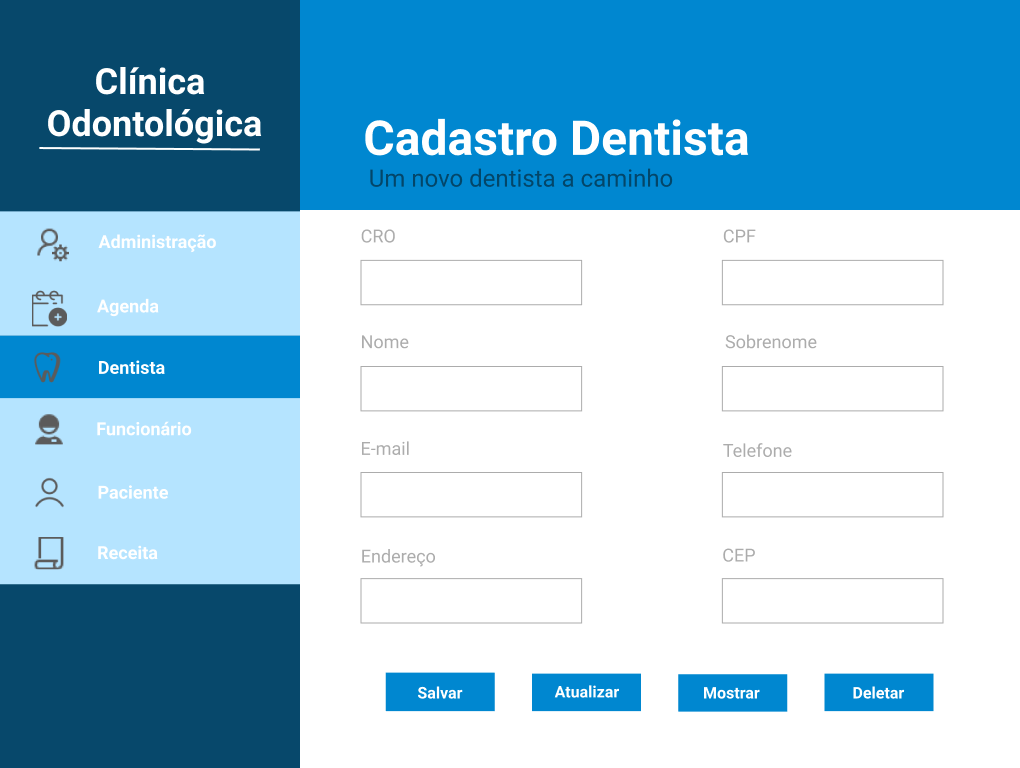 Clínica
Odontológica
Administração
Agenda
Dentista
Funcionário
Paciente
Receita
Cadastro Dentista
Um novo dentista a caminho
CRO
CPF
Nome
Sobrenome
E-mail
Telefone
Endereço
CEP
Salvar
Atualizar
Mostrar
Deletar